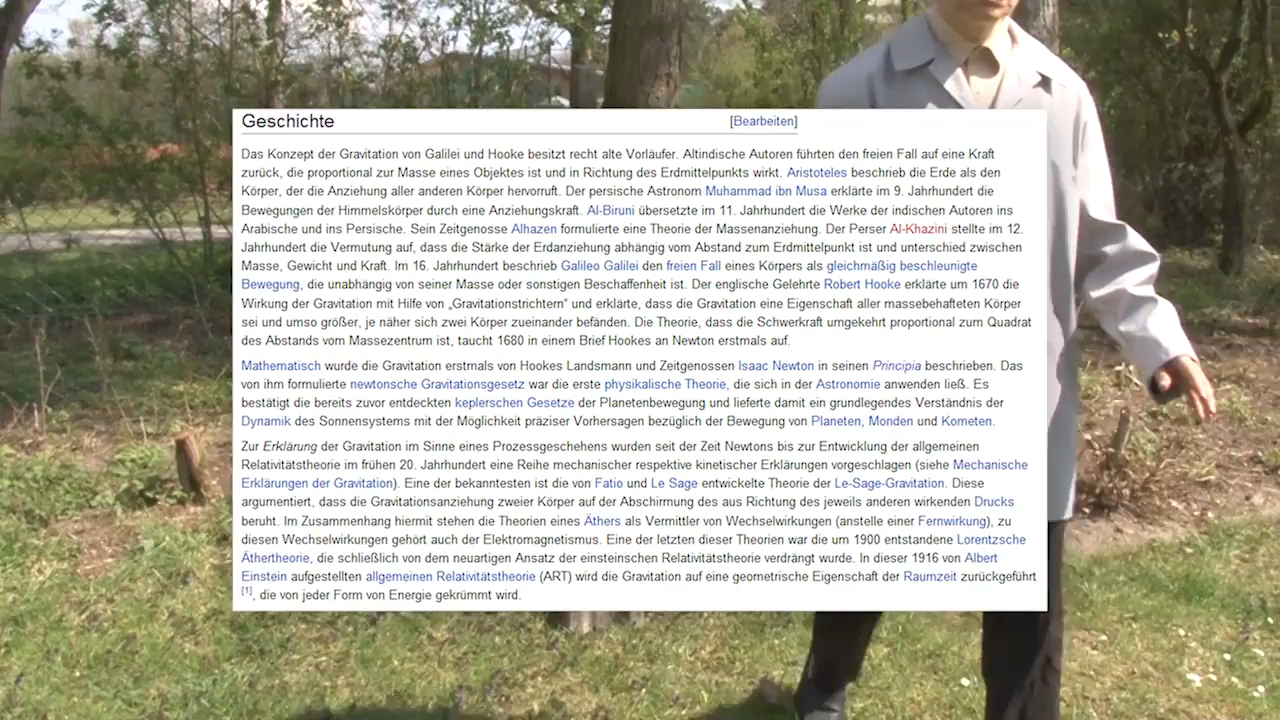 Geschichte [Bearbeiten]
Das Konzept der Gravitation von Galilei und Hooke besitzt recht alte Vorläufer. Altindische Autoren führten den freien Fall auf eine Kraft
zurück, die proportional zur Masse eines Objektes ist und in Richtung des Erdmittelpunkts wirkt. Aristoteles beschrieb die Erde als den
Körper, der die Anziehung aller anderen Körper hervorruft. Der persische Astronom Muhammad ibn Musa erklärte im 9. Jahrhundert die
Bewegungen der Himmelskörper durch eine Anziehungskraft. Al-Biruni übersetzte im 11. Jahrhundert die Werke der indischen Autoren ins
Arabische und ins Persische. Sein Zeitgenosse Alhazen formulierte eine Theorie der Massenanziehung. Der Perser Al-Khazini stellte im 12.
Jahrhundert die Vermutung auf, dass die Stärke der Erdanziehung abhängig vom Abstand zum Erdmittelpunkt ist und unterschied zwischen
Masse, Gewicht und Kraft. Im 16. Jahrhundert beschrieb Galileo Galilei den freien Fall eines Körpers als gleichmäßig beschleunigte
Bewegung, die unabhängig von seiner Masse oder sonstigen Beschaffenheit ist. Der englische Gelehrte Robert Hooke erklärte um 1670 die
Wirkung der Gravitation mit Hilfe von „Gravitationstrichtern“ und erklärte, dass die Gravitation eine Eigenschaft aller massebehafteten Körper
sei und umso größer, je näher sich zwei Körper zueinander befänden. Die Theorie, dass die Schwerkraft umgekehrt proportional zum Quadrat
des Abstands vom Massezentrum ist, taucht 1680 in einem Brief Hookes an Newton erstmals auf.
Mathematisch wurde die Gravitation erstmals von Hookes Landsmann und Zeitgenossen Isaac Newton in seinen Principia beschrieben. Das
von ihm formulierte newtonsche Gravitationsgesetz war die erste physikalische Theorie, die sich in der Astronomie anwenden ließ. Es
bestätigt die bereits zuvor entdeckten keplerschen Gesetze der Planetenbewegung und lieferte damit ein grundlegendes Verständnis der
Dynamik des Sonnensystems mit der Möglichkeit präziser Vorhersagen bezüglich der Bewegung von Planeten, Monden und Kometen.
Zur Erklärung der Gravitation im Sinne eines Prozessgeschehens wurden seit der Zeit Newtons bis zur Entwicklung der allgemeinen
Relativitätstheorie im frühen 20. Jahrhundert eine Reihe mechanischer respektive kinetischer Erklärungen vorgeschlagen (siehe Mechanische
Erklärungen der Gravitation). Eine der bekanntesten ist die von Fatio und Le Sage entwickelte Theorie der Le-Sage-Gravitation. Diese
argumentiert, dass die Gravitationsanziehung zweier Körper auf der Abschirmung des aus Richtung des jeweils anderen wirkenden Drucks
beruht. Im Zusammenhang hiermit stehen die Theorien eines Äthers als Vermittler von Wechselwirkungen (anstelle einer Fernwirkung), zu
diesen Wechselwirkungen gehört auch der Elektromagnetismus. Eine der letzten dieser Theorien war die um 1900 entstandene Lorentzsche
Äthertheorie, die schließlich von dem neuartigen Ansatz der einsteinschen Relativitätstheorie verdrängt wurde. In dieser 1916 von Albert
Einstein aufgestellten allgemeinen Relativitätstheorie (ART) wird die Gravitation auf eine geometrische Eigenschaft der Raumzeit zurückgeführt
[1], die von jeder Form von Energie gekrümmt wird.